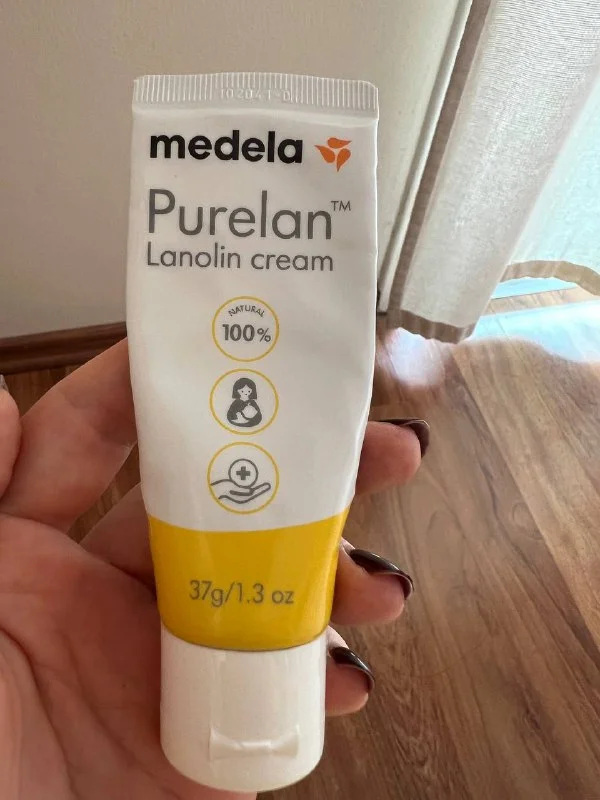 medela
Purelan™
Lanolin cream
NATURAL
100%
37g/1.3 oz